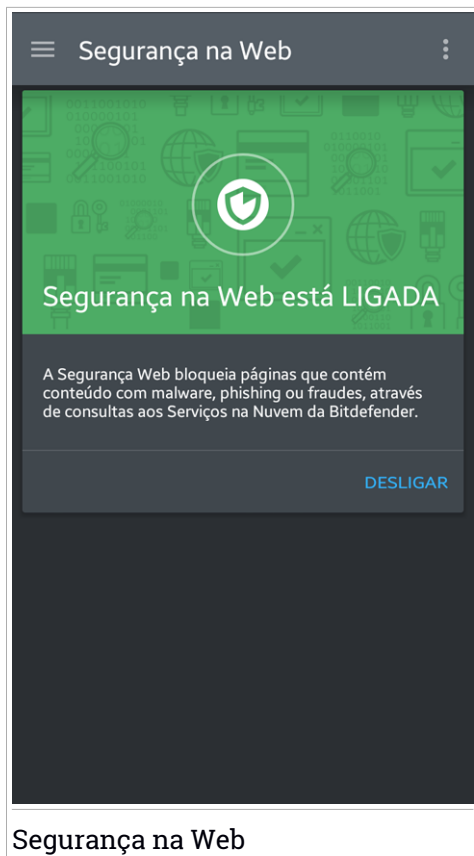 Segurança na Web
Segurança na Web está LIGADA
A Segurança Web bloqueia páginas que contém
conteúdo com malware, phishing ou fraudes, através
de consultas aos Serviços na Nuvem da Bitdefender.
DESLIGAR
Segurança na Web